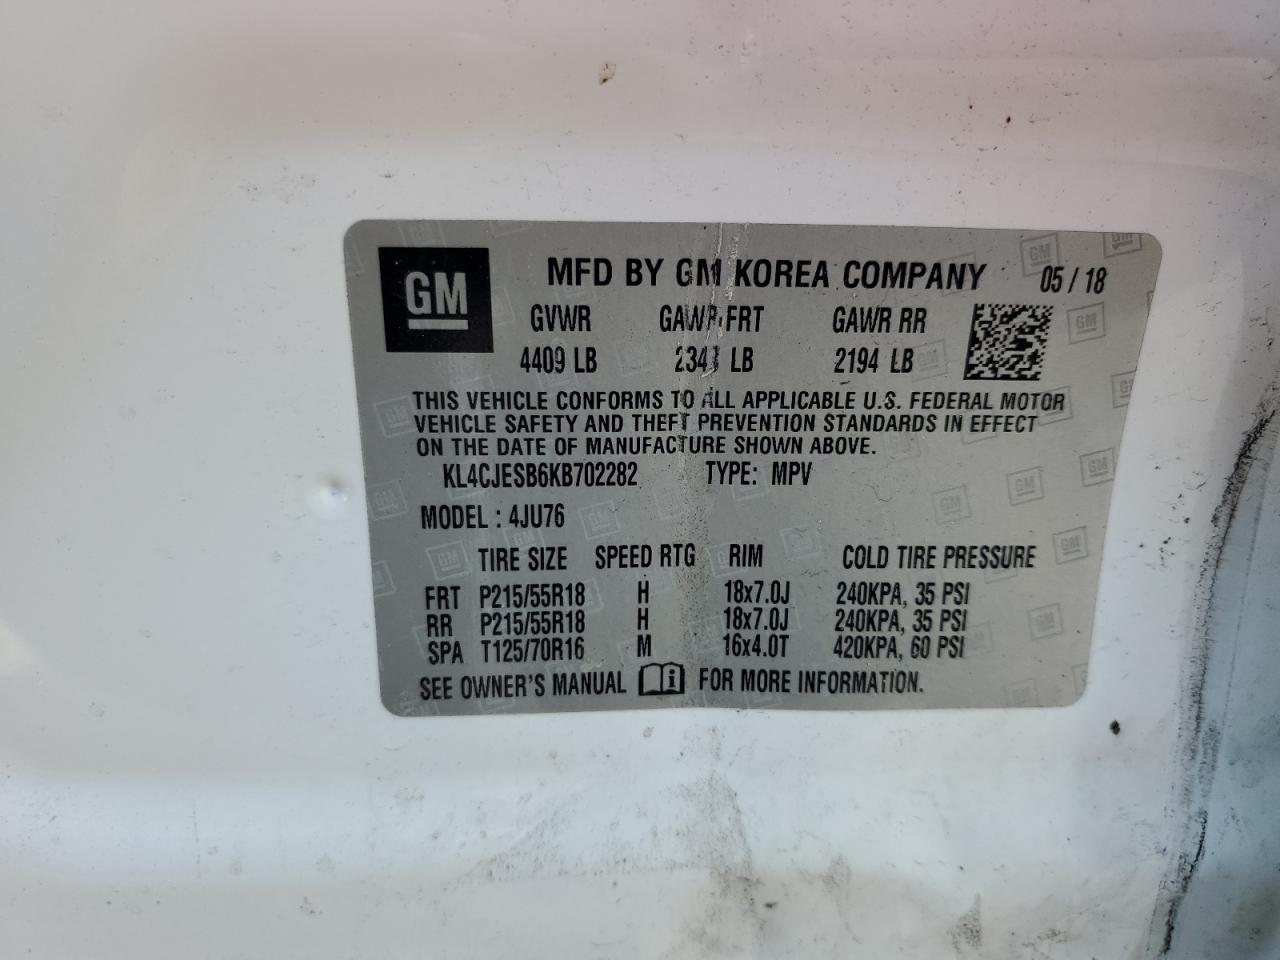 GM
MFD BY GM KOREA COMPANY 05/18
GVWR GAWR FRT GAWR RR
4409 LB LB 2194 LB
THIS VEHICLE CONFORMS TO ALL APPLICABLE U.S. FEDERAL MOTOR
VEHICLE SAFETY AND THEFT PREVENTION STANDARDS IN EFFECT
ON THE DATE OF MANUFACTURE SHOWN ABOVE.
KL4CJESB6KB702282 TYPE: MPV
MODEL : 4JU76
TIRE SIZE SPEED RTG RIM COLD TIRE PRESSURE
FRT P215/55R18 H 18x7.0J 240KPA, 35 PSI
RR P215/55R18 H 18x7.0J 240KPA, 35 PSI
SPA T125/70R16 M 16x4.0T 420KPA, 60 PSI
SEE OWNER'S MANUAL FOR MORE INFORMATION.